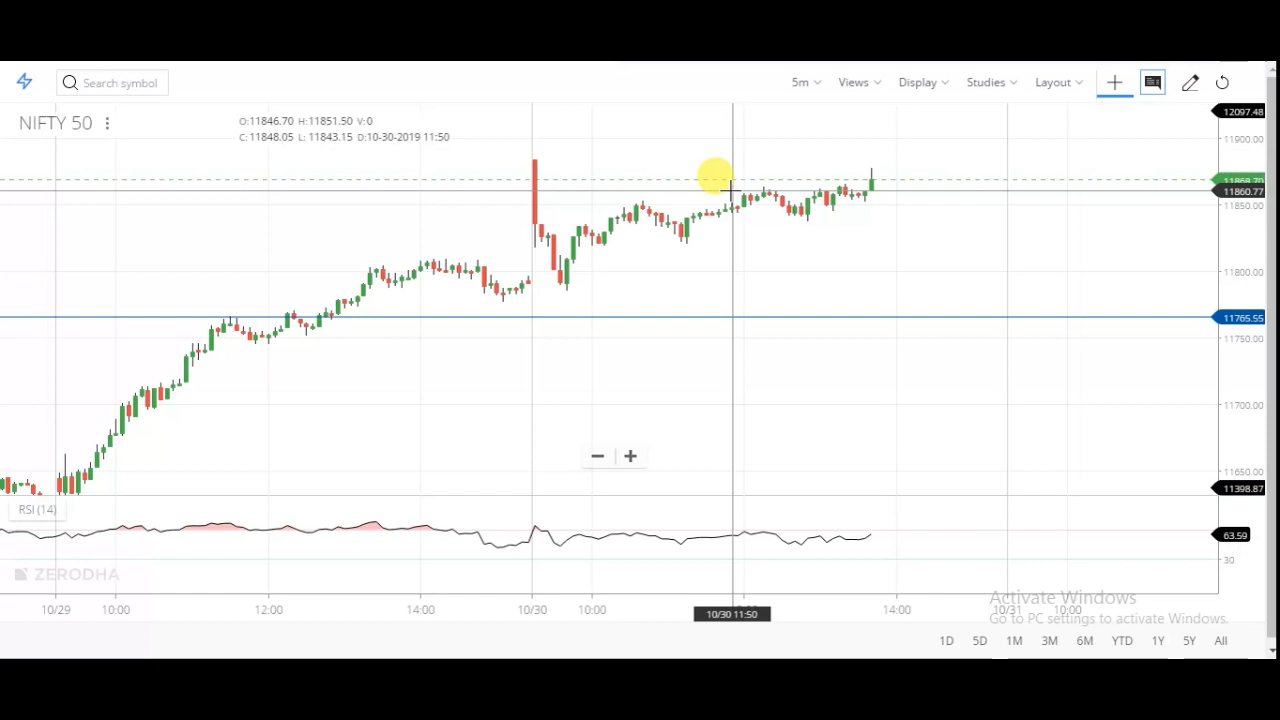 Search symbol
5m Views Display Studies Layout
NIFTY 50
O:11846.70 H:11851.50 V:0
C:11848.05 L: 11843.15 D:10-30-2019 11:50
12097.48
11900.00
11868.70
11860.77
11850.00
11800.00
11765.55
11750.00
11700.00
11650.00
11398.87
RSI (14)
63.59
30
ZERODHA
10/29 10:00 12:00 14:00 10/30 10:00 14:00 10/31 10:00
10/30 11:50
Activate Windows
Go to PC settings to activate Windows.
1D 5D 1M 3M 6M YTD 1Y 5Y All